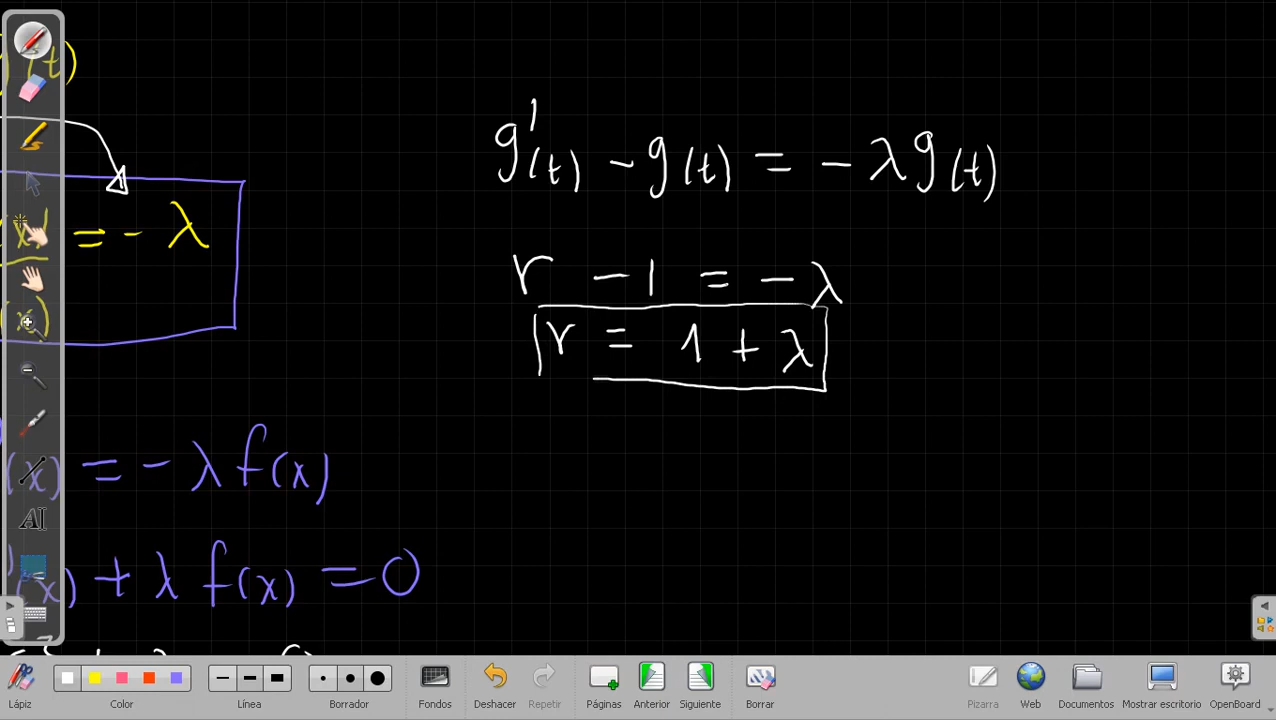 (t)
g'(t) - g(t) = - λg(t)
(x) = - λ
(x)
r - 1 = - λ
r = 1 + λ
(x) = - λ f(x)
(x) + λ f(x) = 0
AI
Lápiz
Color
Línea
Borrador
Fondos
Deshacer
Repetir
Páginas
Anterior
Siguiente
Borrar
Pizarra
Web
Documentos
Mostrar escritorio
OpenBoard